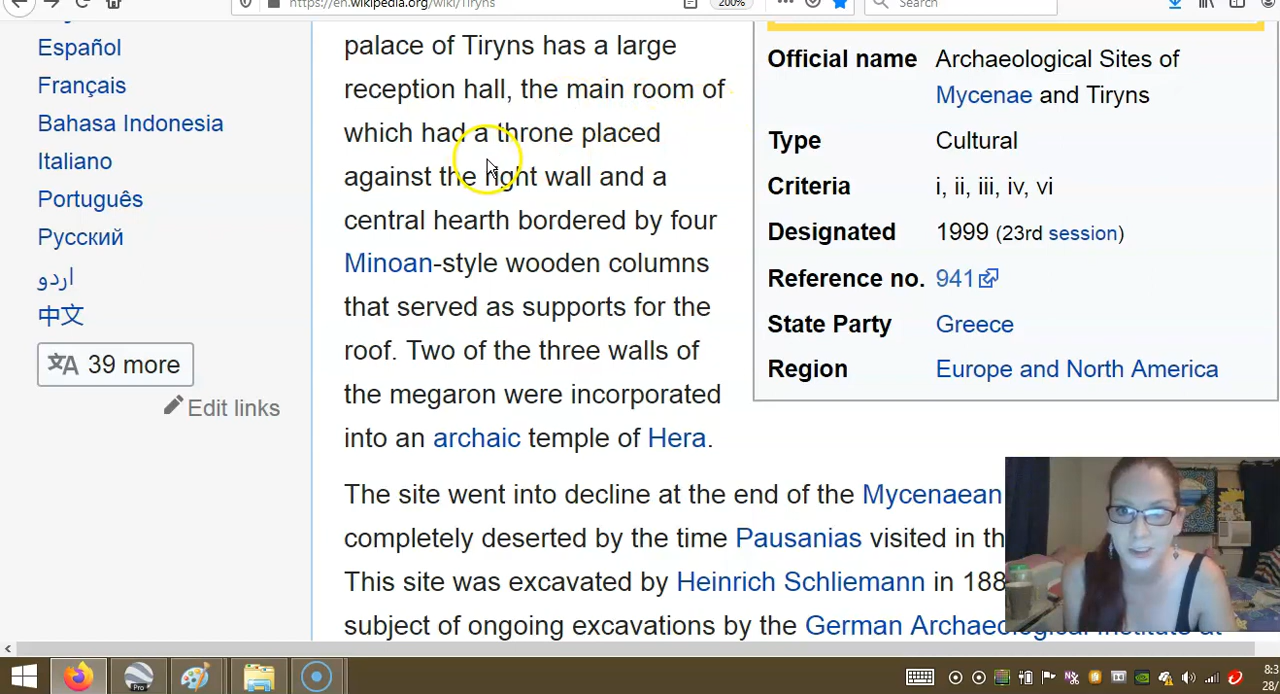 https://en.wikipedia.org/wiki/Tiryns
200%
Search
Español
Français
Bahasa Indonesia
Italiano
Português
Русский
اردو
中文
39 more
Edit links
palace of Tiryns has a large
reception hall, the main room of
which had a throne placed
against the right wall and a
central hearth bordered by four
Minoan-style wooden columns
that served as supports for the
roof. Two of the three walls of
the megaron were incorporated
into an archaic temple of Hera.
The site went into decline at the end of the Mycenaean
completely deserted by the time Pausanias visited in th
This site was excavated by Heinrich Schliemann in 188
subject of ongoing excavations by the German Archaeological Institute at
Official name Archaeological Sites of
Mycenae and Tiryns
Type Cultural
Criteria i, ii, iii, iv, vi
Designated 1999 (23rd session)
Reference no. 941
State Party Greece
Region Europe and North America
Pro
8:3
28/